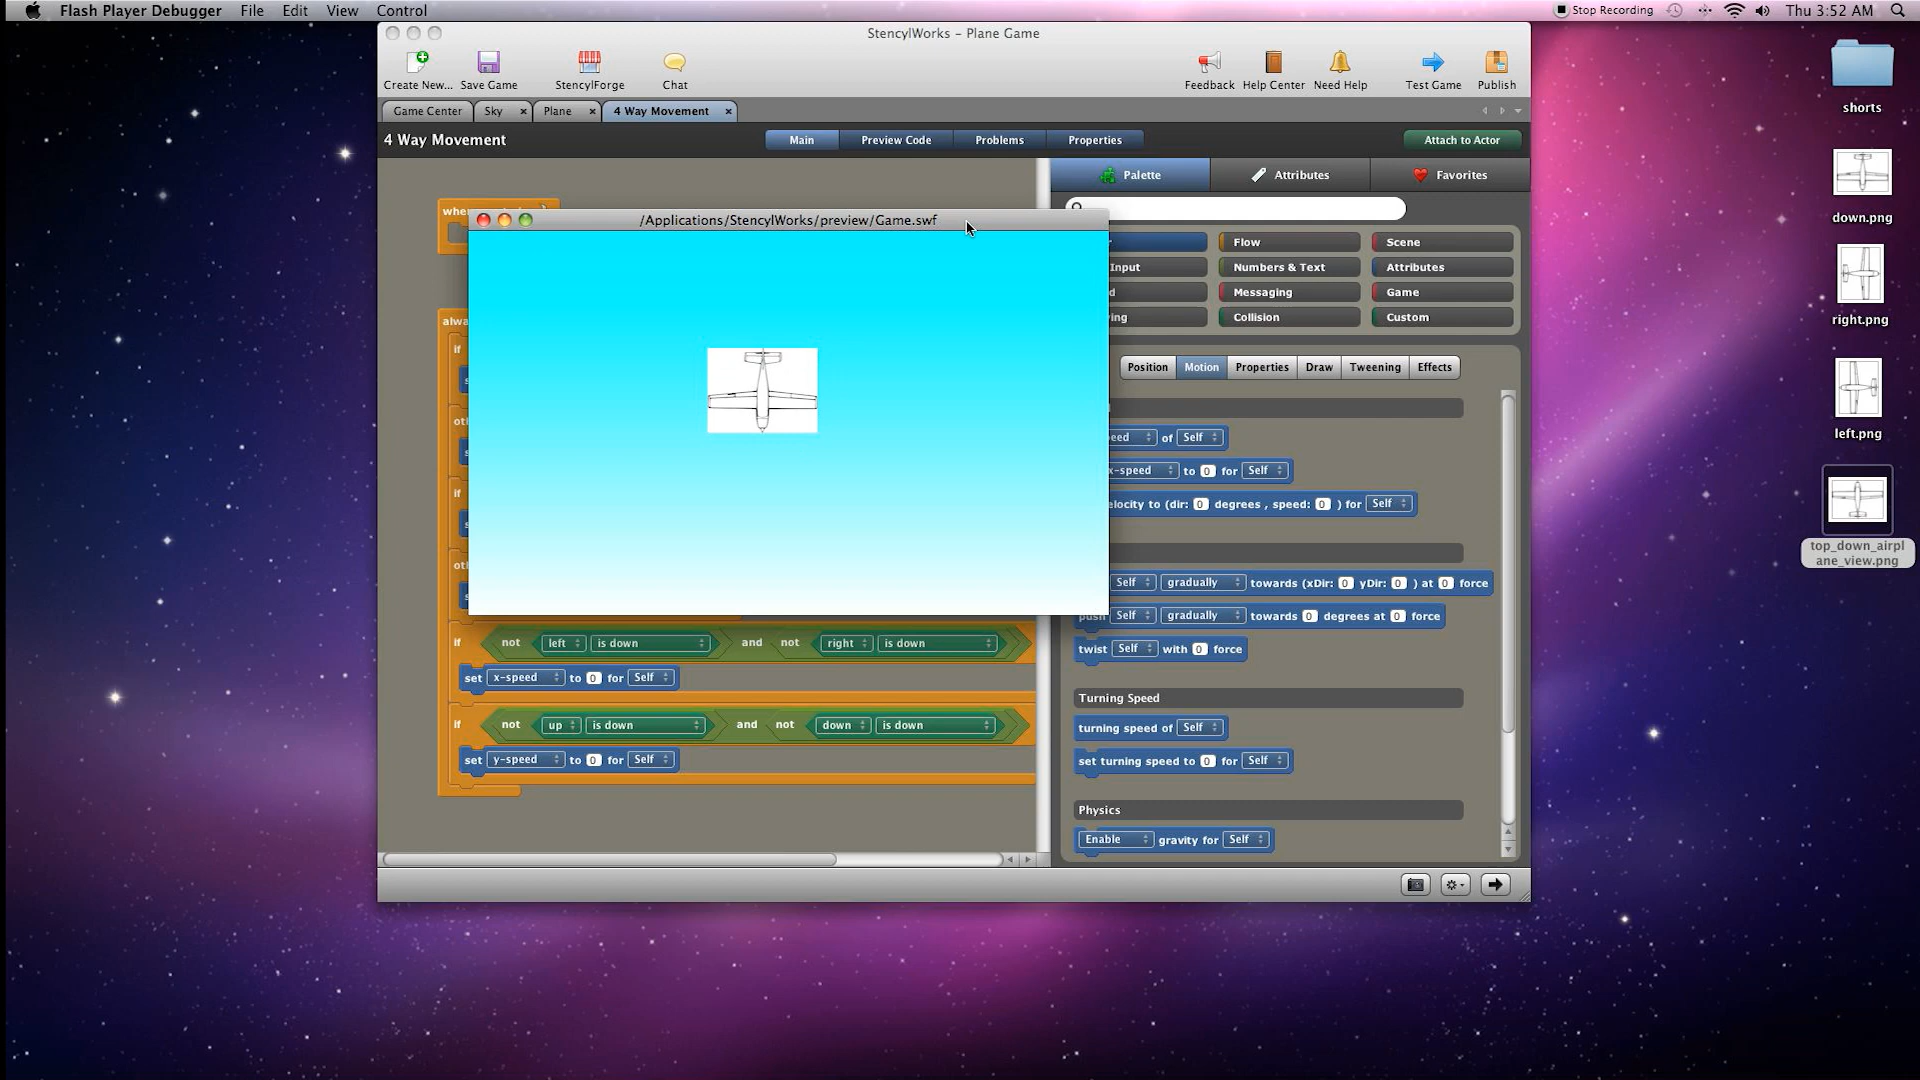 Flash Player Debugger File Edit View Control
Stop Recording Thu 3:52 AM
StencylWorks – Plane Game
Create New... Save Game StencylForge Chat Feedback Help Center Need Help Test Game Publish
Game Center Sky Plane 4 Way Movement
4 Way Movement Main Preview Code Problems Properties Attach to Actor
Palette Attributes Favorites
/Applications/StencylWorks/preview/Game.swf
Flow Scene
Input Numbers & Text Attributes
Messaging Game
Collision Custom
Position Motion Properties Draw Tweening Effects
of Self
x-speed to 0 for Self
to (dir: 0 degrees , speed: 0 ) for Self
Self gradually towards (xDir: 0 yDir: 0 ) at 0 force
push Self gradually towards 0 degrees at 0 force
twist Self with 0 force
Turning Speed
turning speed of Self
set turning speed to 0 for Self
Physics
Enable gravity for Self
if
if
if not left is down and not right is down
set x-speed to 0 for Self
if not up is down and not down is down
set y-speed to 0 for Self
shorts
down.png
right.png
left.png
top_down_airpl
ane_view.png